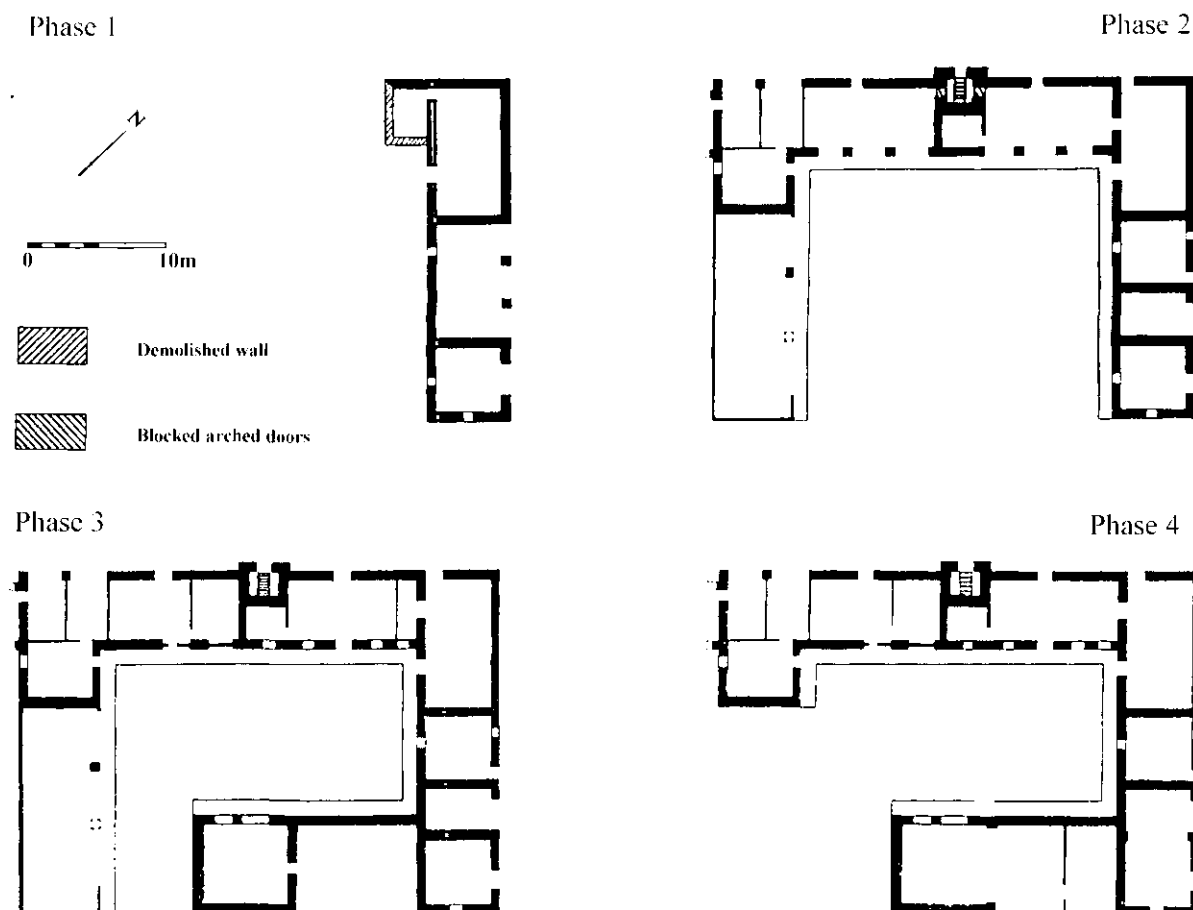 Phase 1
Phase 2
N
0 10m
Demolished wall
Blocked arched doors
Phase 3
Phase 4